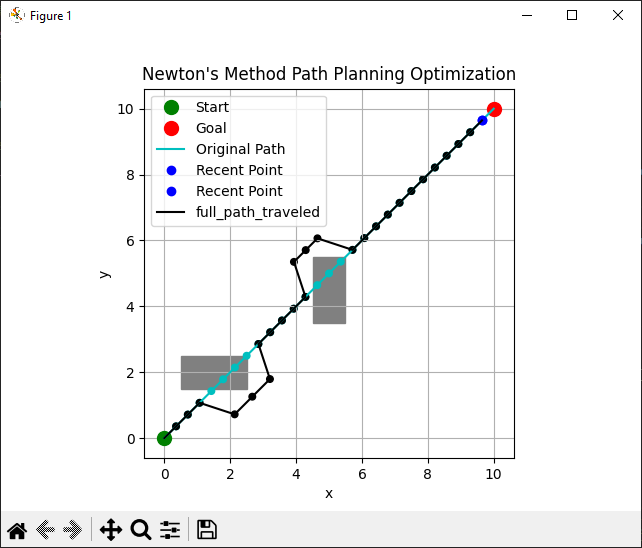 Figure 1
Newton's Method Path Planning Optimization
Start
Goal
Original Path
Recent Point
Recent Point
full_path_traveled
10
8
6
4
2
0
y
0 2 4 6 8 10
x